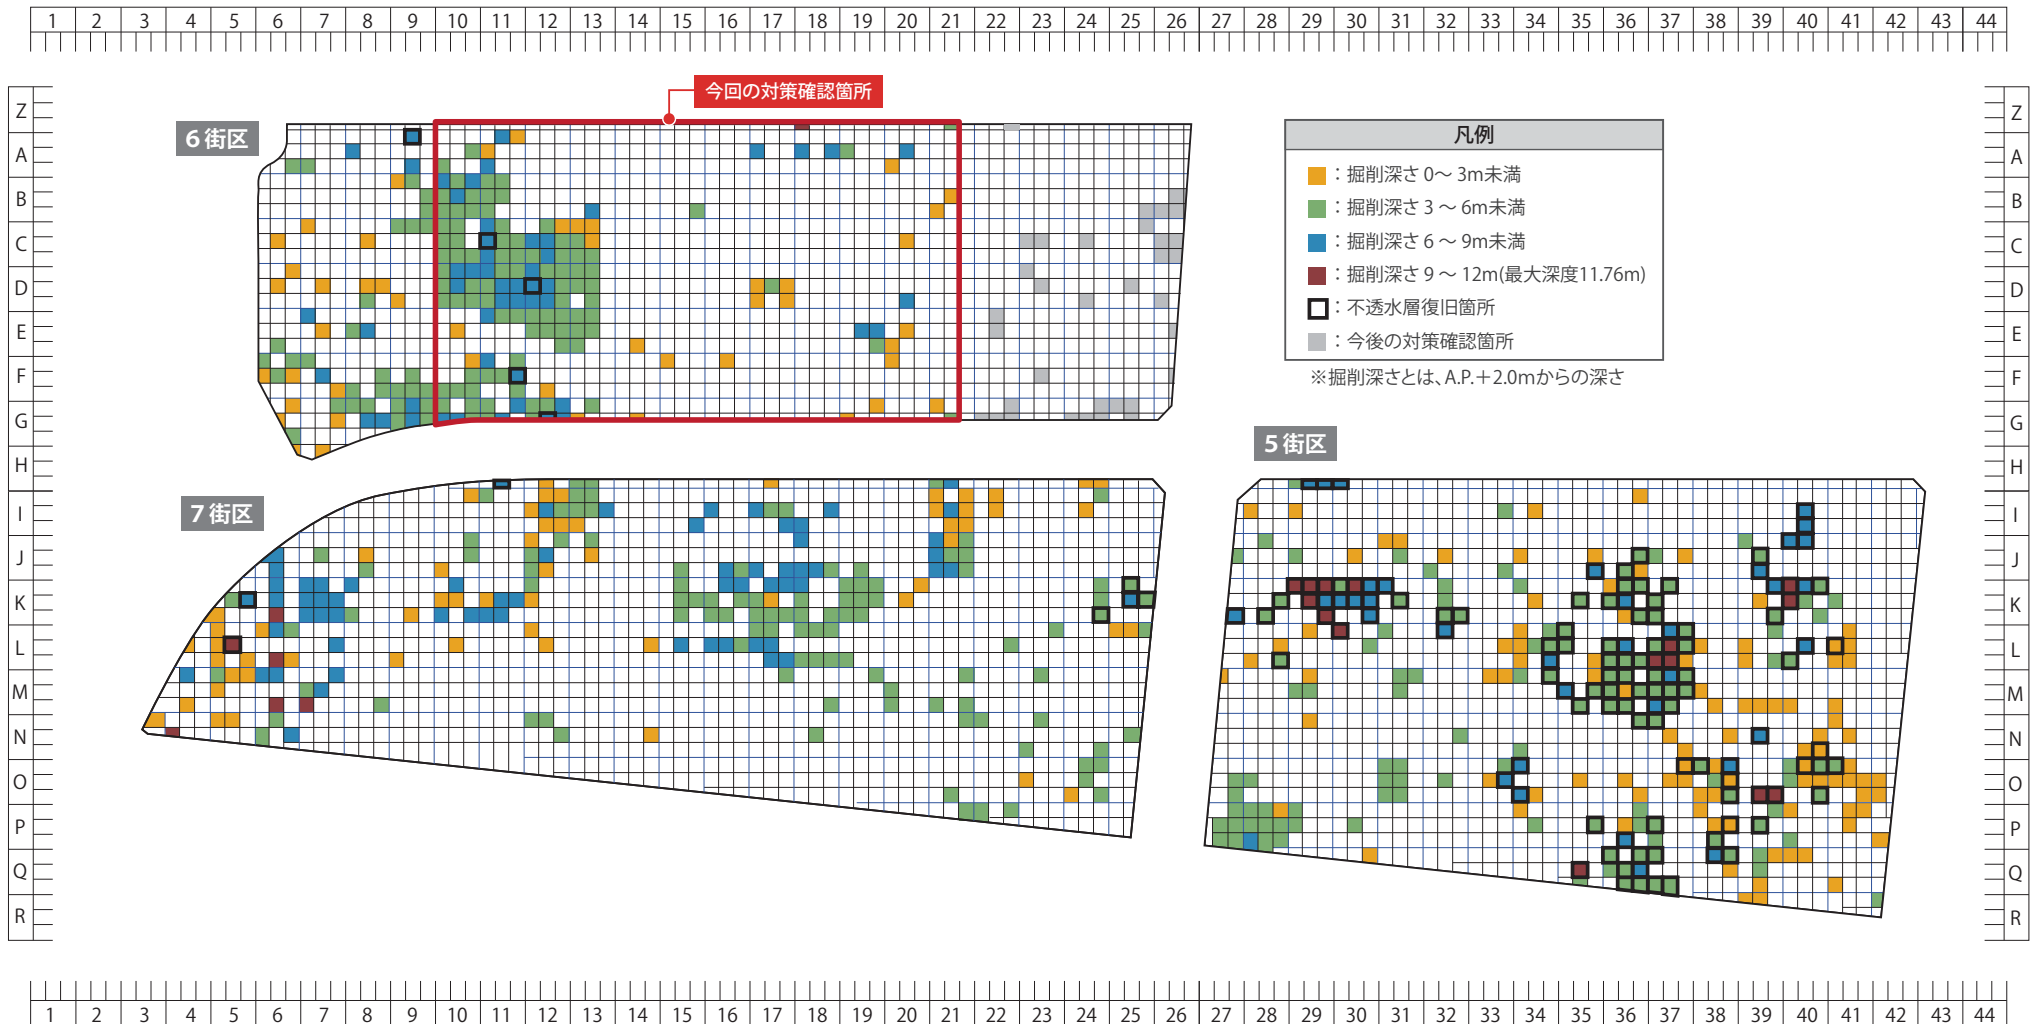 1 2 3 4 5 6 7 8 9 10 11 12 13 14 15 16 17 18 19 20 21 22 23 24 25 26 27 28 29 30 31 32 33 34 35 36 37 38 39 40 41 42 43 44
今回の対策確認箇所
6街区
凡例
：掘削深さ 0〜 3m未満
：掘削深さ 3 〜 6m未満
：掘削深さ 6 〜 9m未満
：掘削深さ 9 〜 12m(最大深度11.76m)
：不透水層復旧箇所
：今後の対策確認箇所
※掘削深さとは、A.P.＋2.0mからの深さ
5街区
7街区
Z
A
B
C
D
E
F
G
H
I
J
K
L
M
N
O
P
Q
R
Z
A
B
C
D
E
F
G
H
I
J
K
L
M
N
O
P
Q
R
1 2 3 4 5 6 7 8 9 10 11 12 13 14 15 16 17 18 19 20 21 22 23 24 25 26 27 28 29 30 31 32 33 34 35 36 37 38 39 40 41 42 43 44